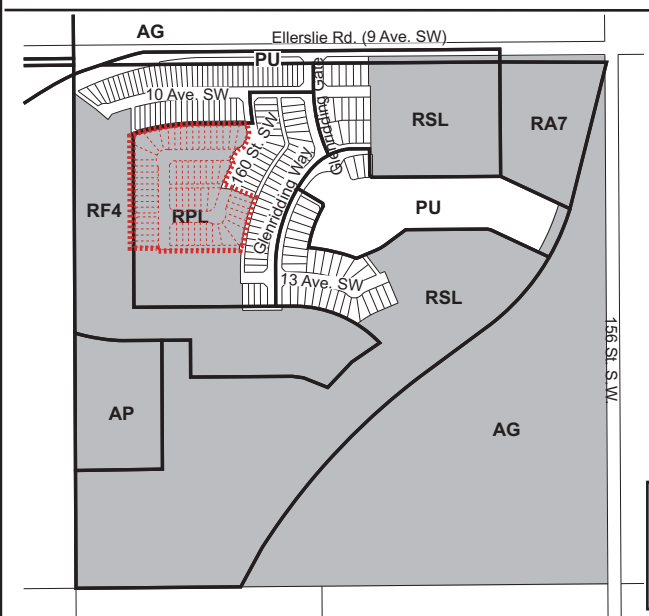 AG
Ellerslie Rd. (9 Ave. SW)
PU
10 Ave. SW
Glenridding Gate
RSL
RA7
160 St. SW
Glenridding Way
RF4
RPL
PU
13 Ave. SW
RSL
156 St. S.W.
AP
AG